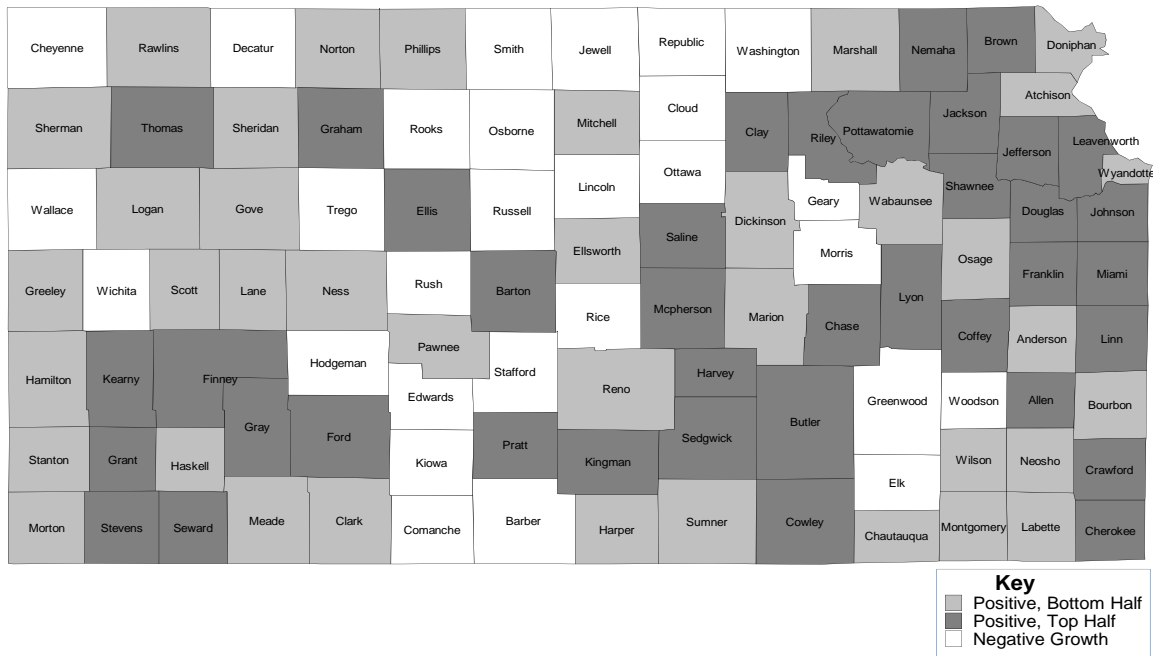 Cheyenne Rawlins Decatur Norton Phillips Smith Jewell Republic Washington Marshall Nemaha Brown Doniphan
Sherman Thomas Sheridan Graham Rooks Osborne Mitchell Cloud Clay Riley Pottawatomie Jackson Atchison
Jefferson Leavenworth Wyandotte
Wallace Logan Gove Trego Ellis Russell Lincoln Ottawa Dickinson Geary Wabaunsee Shawnee Douglas Johnson
Greeley Wichita Scott Lane Ness Rush Barton Ellsworth Saline Morris Osage Franklin Miami
Rice Mcpherson Marion Chase Lyon Coffey Anderson Linn
Hamilton Kearny Finney Hodgeman Pawnee Stafford Reno Harvey
Edwards Greenwood Woodson Allen Bourbon
Gray Ford Pratt Sedgwick Butler
Stanton Grant Haskell Kiowa Kingman Elk Wilson Neosho Crawford
Morton Stevens Seward Meade Clark Comanche Barber Harper Sumner Cowley Chautauqua Montgomery Labette Cherokee
Key
Positive, Bottom Half
Positive, Top Half
Negative Growth